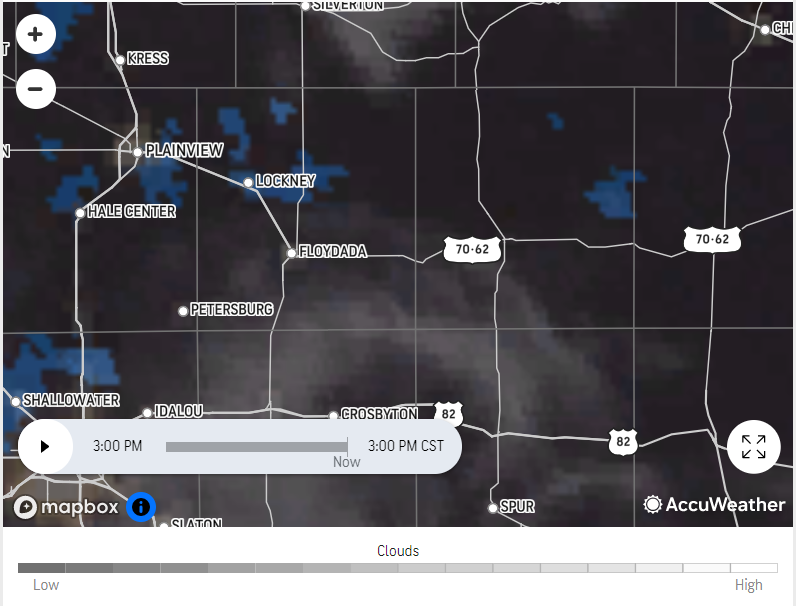 SILVERTON
CHI
T
KRESS
N
PLAINVIEW
LOCKNEY
HALE CENTER
70·62
70·62
FLOYDADA
PETERSBURG
SHALLOWATER
IDALOU
CROSBYTON
82
82
3:00 PM
3:00 PM CST
Now
mapbox
i
SPUR
AccuWeather
SLATON
Clouds
Low
High